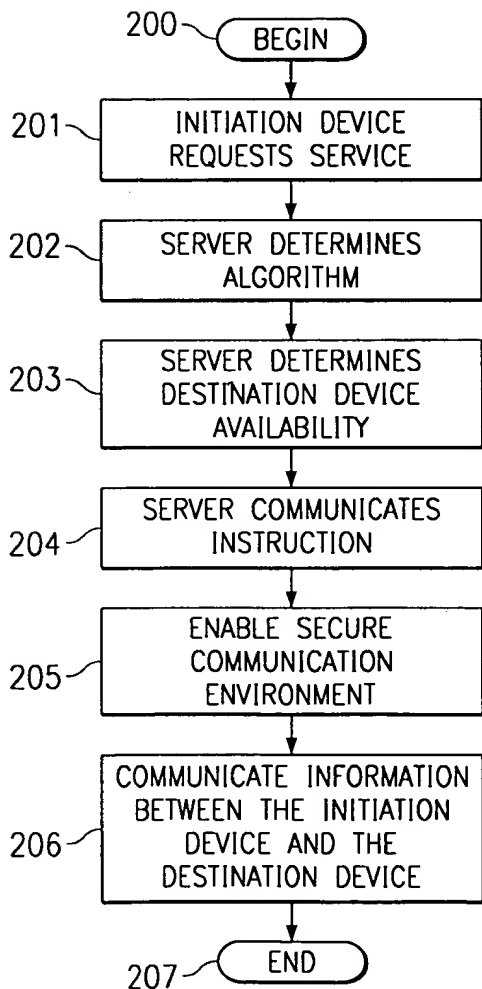 200 BEGIN
201 INITIATION DEVICE
REQUESTS SERVICE
202 SERVER DETERMINES
ALGORITHM
203 SERVER DETERMINES
DESTINATION DEVICE
AVAILABILITY
204 SERVER COMMUNICATES
INSTRUCTION
205 ENABLE SECURE
COMMUNICATION
ENVIRONMENT
206 COMMUNICATE INFORMATION
BETWEEN THE INITIATION
DEVICE AND THE
DESTINATION DEVICE
207 END